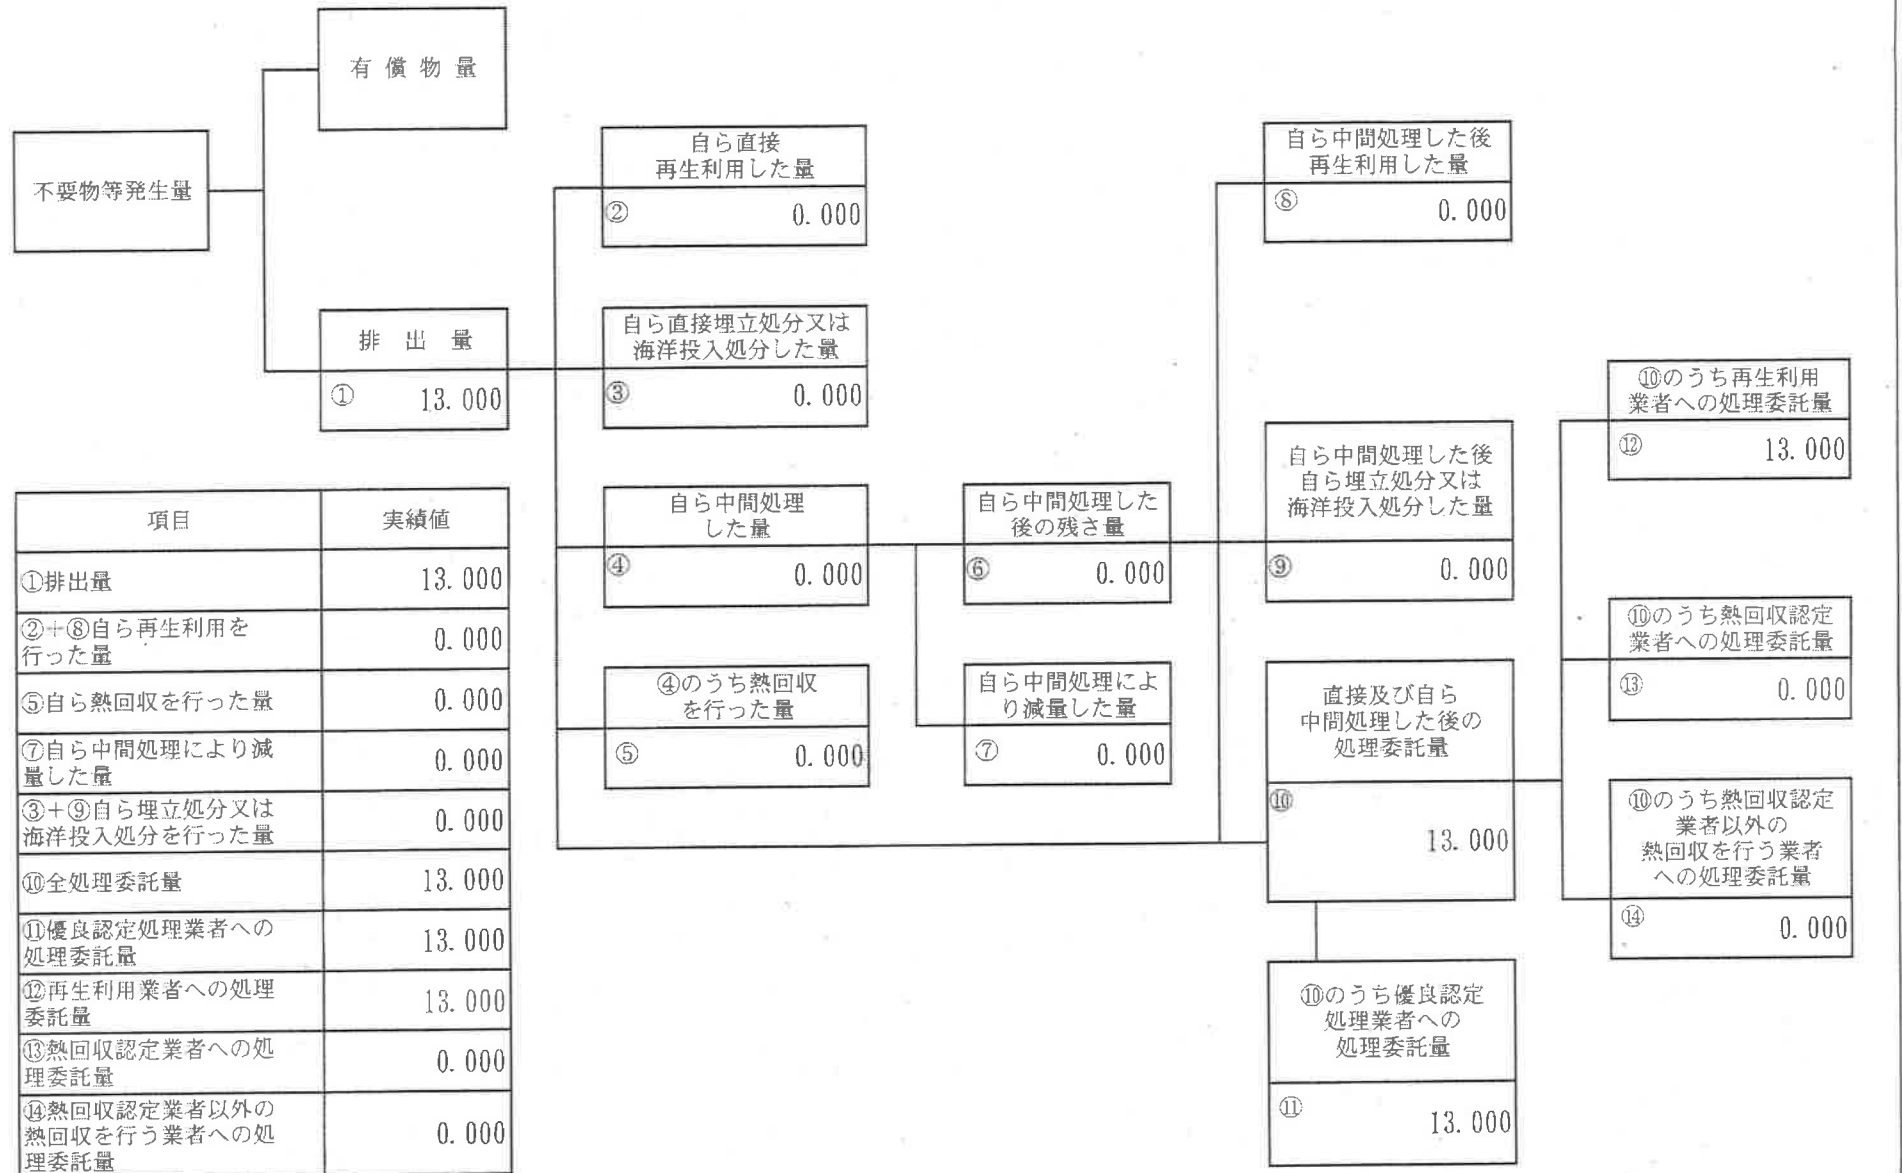 有償物量
不要物等発生量
排出量
① 13.000
自ら直接
再生利用した量
② 0.000
自ら直接埋立処分又は
海洋投入処分した量
③ 0.000
自ら中間処理
した量
④ 0.000
④のうち熱回収
を行った量
⑤ 0.000
自ら中間処理した
後の残さ量
⑥ 0.000
自ら中間処理によ
り減量した量
⑦ 0.000
自ら中間処理した後
再生利用した量
⑧ 0.000
自ら中間処理した後
自ら埋立処分又は
海洋投入処分した量
⑨ 0.000
直接及び自ら
中間処理した後の
処理委託量
⑩
13.000
⑩のうち優良認定
処理業者への
処理委託量
⑪ 13.000
⑩のうち再生利用
業者への処理委託量
⑫ 13.000
⑩のうち熱回収認定
業者への処理委託量
⑬ 0.000
⑩のうち熱回収認定
業者以外の
熱回収を行う業者
への処理委託量
⑭ 0.000
項目 実績値
①排出量 13.000
②+⑧自ら再生利用を
行った量 0.000
⑤自ら熱回収を行った量 0.000
⑦自ら中間処理により減
量した量 0.000
③+⑨自ら埋立処分又は
海洋投入処分を行った量 0.000
⑩全処理委託量 13.000
⑪優良認定処理業者への
処理委託量 13.000
⑫再生利用業者への処理
委託量 13.000
⑬熱回収認定業者への処
理委託量 0.000
⑭熱回収認定業者以外の
熱回収を行う業者への処
理委託量 0.000